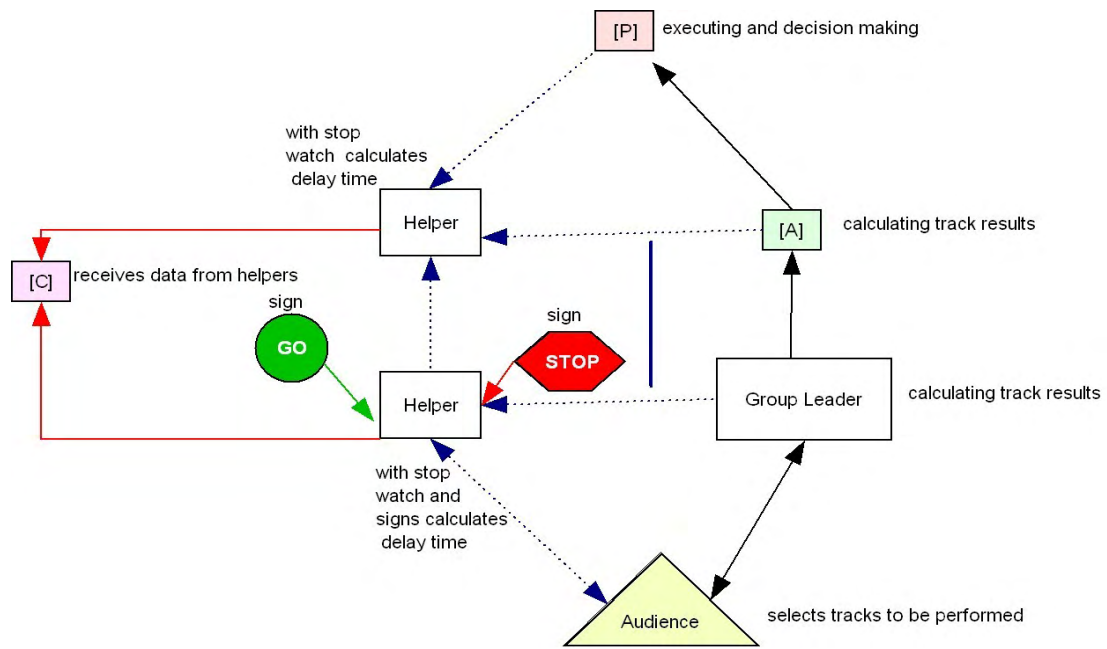 [P]
executing and decision making
with stop
watch calculates
delay time
Helper
[A]
calculating track results
[C]
receives data from helpers
sign
GO
sign
STOP
Helper
Group Leader
calculating track results
with stop
watch and
signs calculates
delay time
Audience
selects tracks to be performed